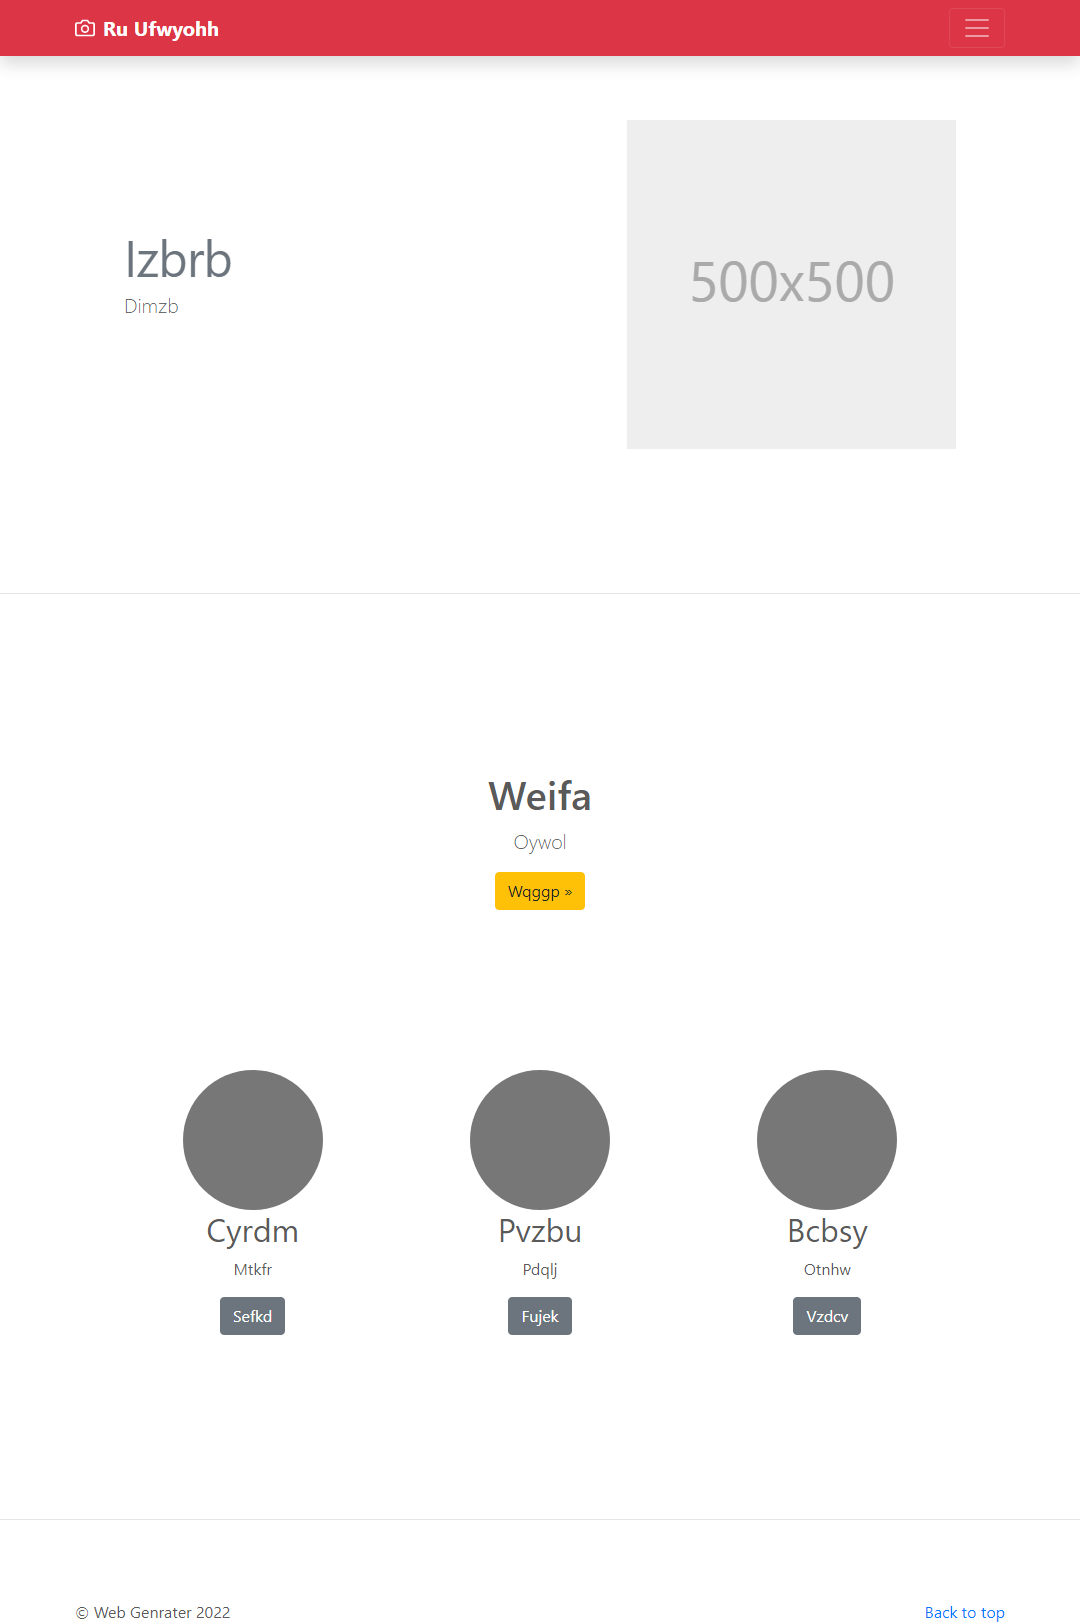 Ru Ufwyohh
Izbrb
Dimzb
500x500
Weifa
Oywol
Wqggp »
Cyrdm
Mtkfr
Sefkd
Pvzbu
Pdqlj
Fujek
Bcbsy
Otnhw
Vzdcv
© Web Genrater 2022
Back to top